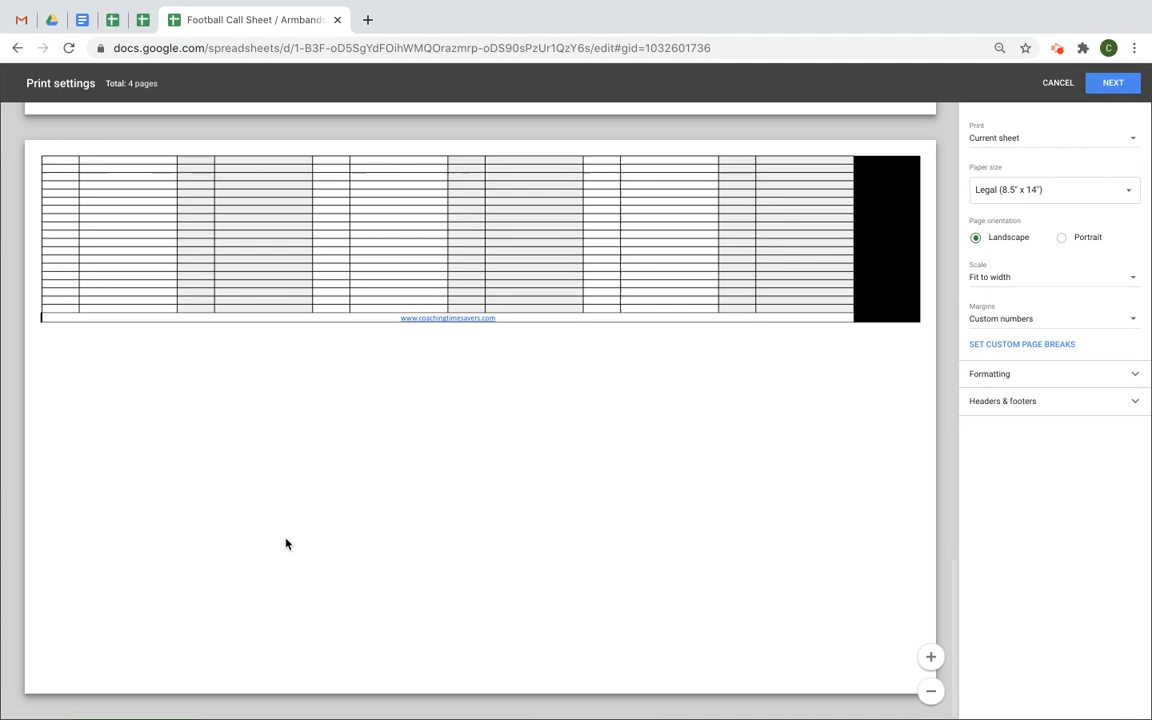 Football Call Sheet / Armbands
docs.google.com/spreadsheets/d/1-B3F-oD5SgYdFOihWMQOrazmrp-oDS90sPzUr1QzY6s/edit#gid=1032601736
C
Print settings
Total: 4 pages
CANCEL
NEXT
Print
Current sheet
Paper size
Legal (8.5" x 14")
Page orientation
Landscape
Portrait
Scale
Fit to width
Margins
Custom numbers
SET CUSTOM PAGE BREAKS
Formatting
Headers & footers
www.coachingtimesavers.com